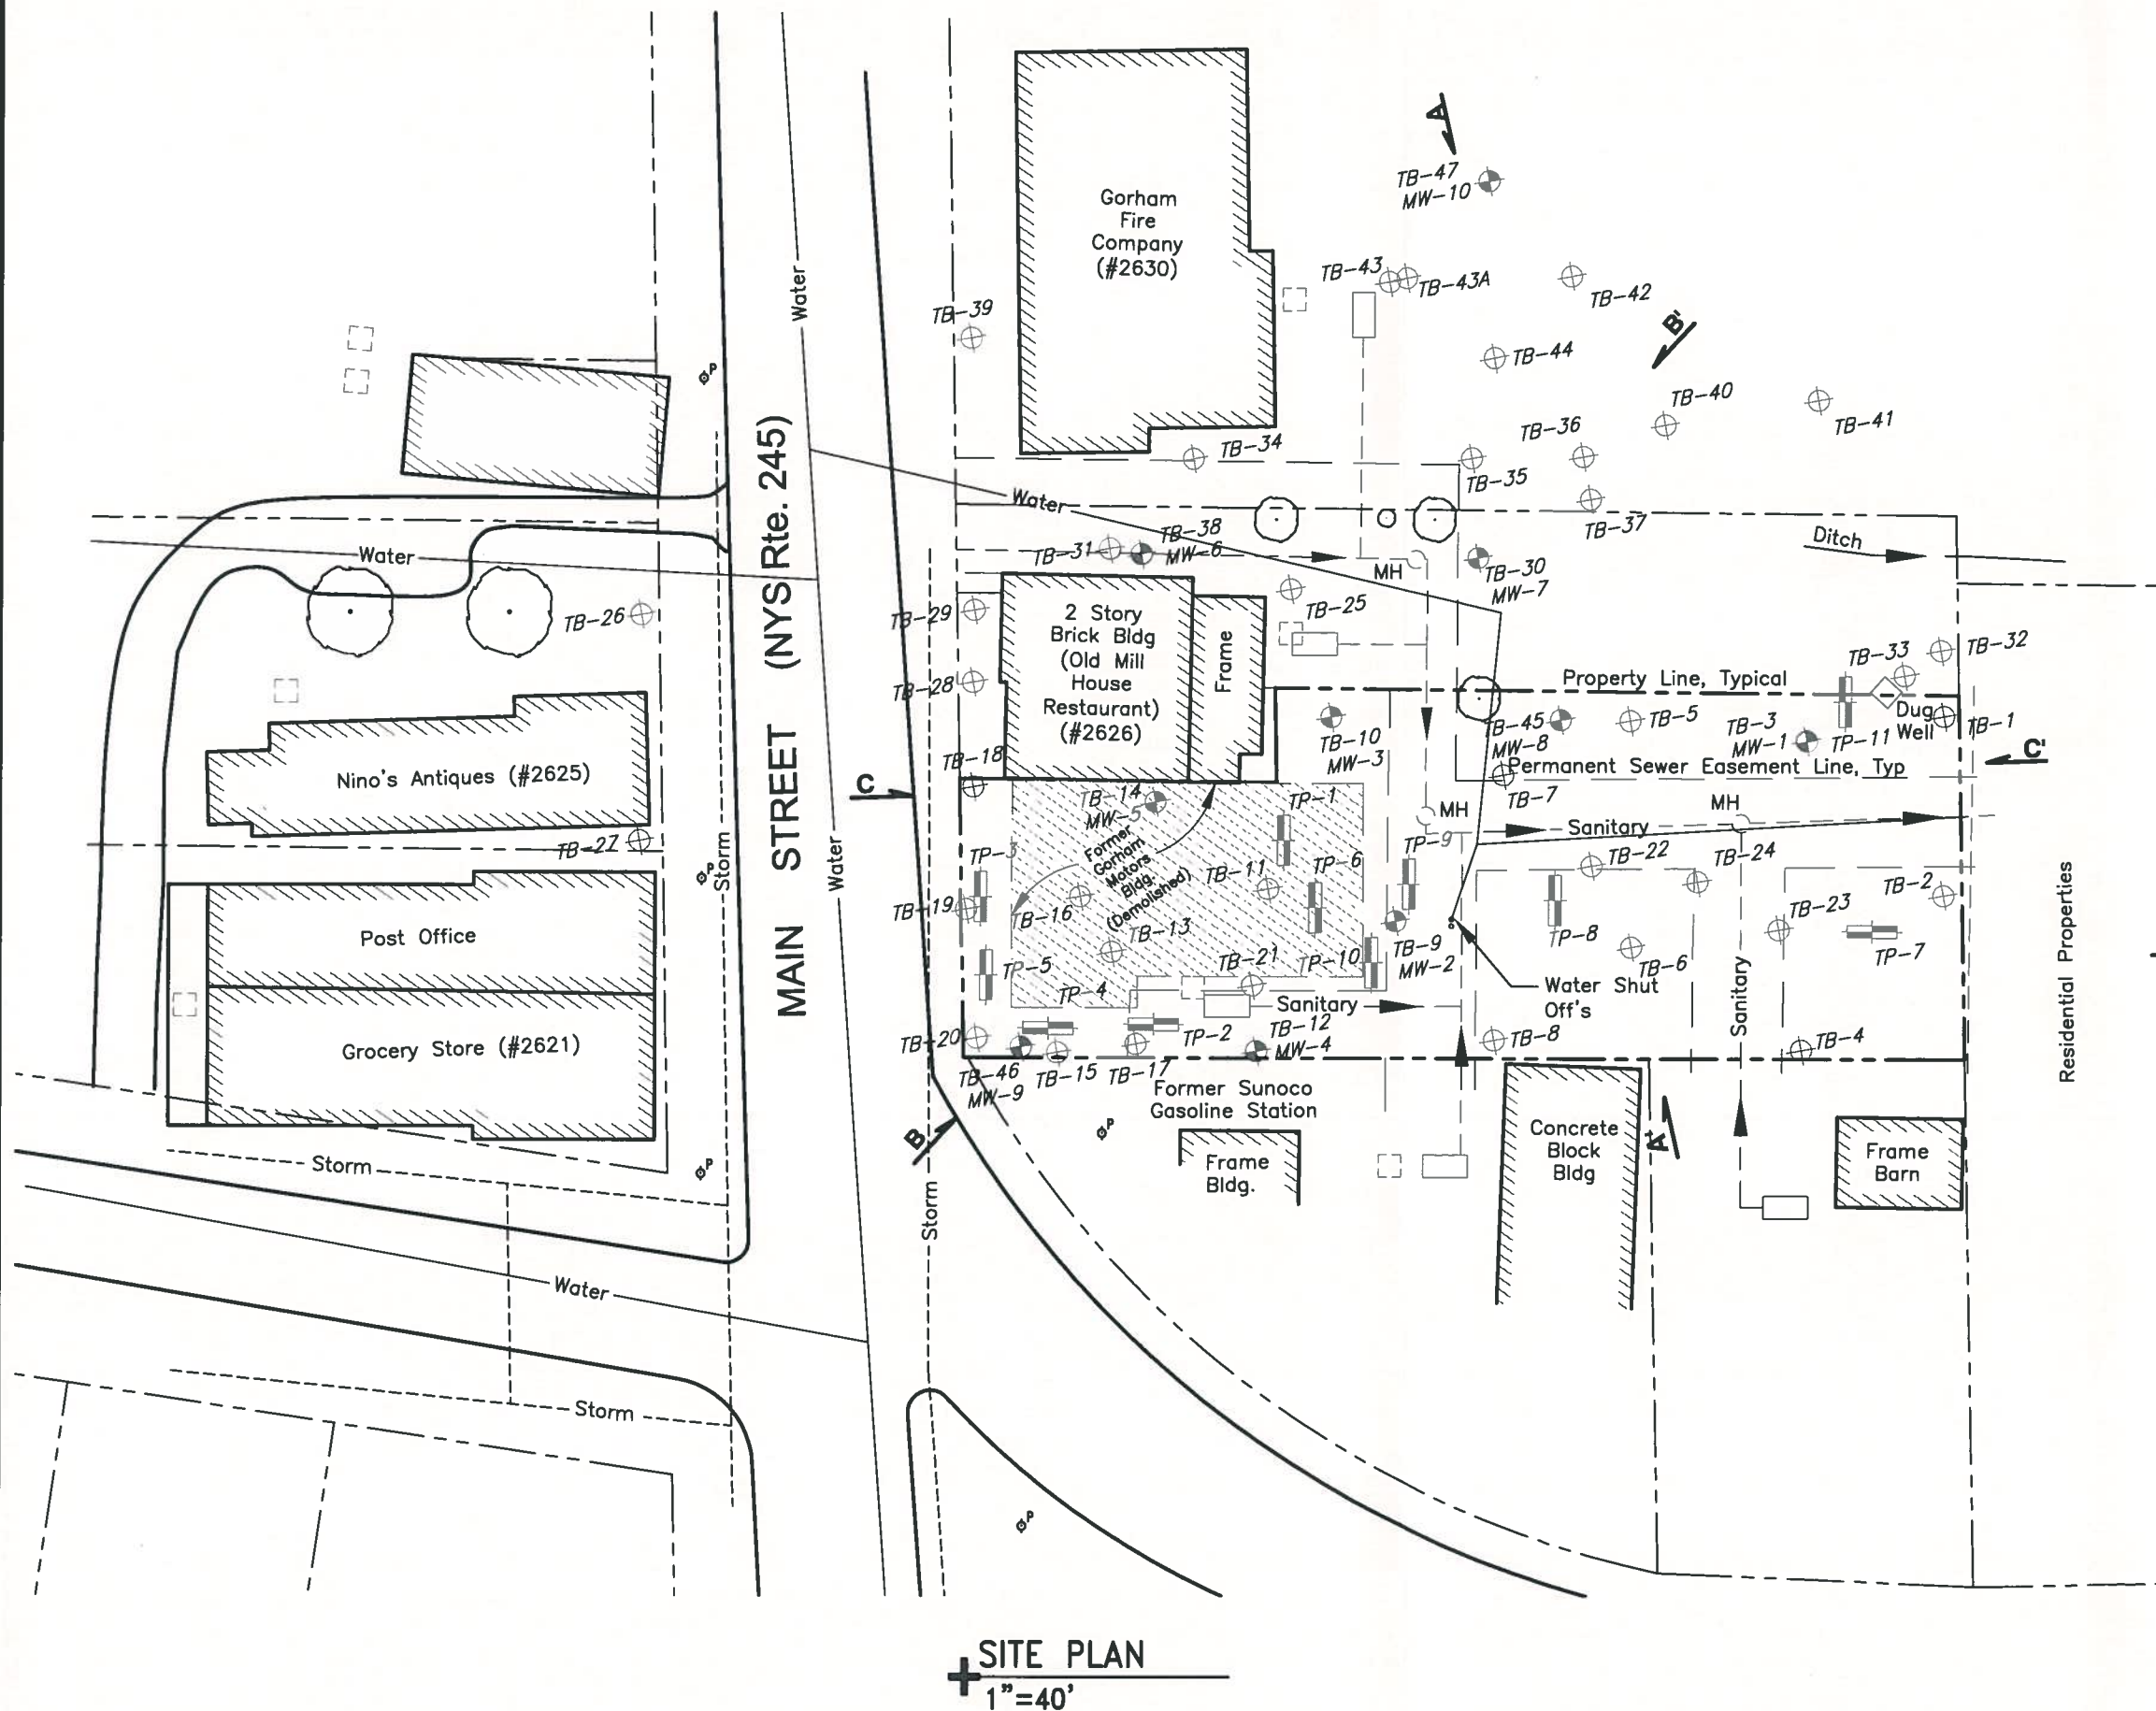 A
TB-47
MW-10
Gorham
Fire
Company
(#2630)
TB-43
TB-43A
TB-42
TB-39
Water
B'
TB-44
P
TB-40
TB-41
TB-36
TB-34
TB-35
TB-37
Water
TB-38
MW-6
TB-31
Ditch
MH
TB-30
MW-7
Water
TB-26
TB-29
2 Story
Brick Bldg
(Old Mill
House
Restaurant)
(#2626)
Frame
TB-25
TB-28
MAIN STREET (NYS Rte. 245)
TB-33
TB-32
Property Line, Typical
Dug
Well
TB-1
TB-10
MW-3
TB-45
MW-8
TB-5
TB-3
MW-1
TP-11
C'
Permanent Sewer Easement Line, Typ
TB-18
C
Nino's Antiques (#2625)
TB-14
MW-5
TP-1
TB-7
MH
MH
Sanitary
TB-27
P
Storm
Water
Former
Gorham
Motors
Bldg.
(Demolished)
TP-3
TP-6
TP-9
TB-11
TB-22
TB-24
TB-2
TB-19
TB-16
TB-13
TB-23
Post Office
TP-5
TP-4
TB-21
TP-10
TB-9
MW-2
TP-8
TB-6
TP-7
Residential Properties
Water Shut
Off's
Sanitary
Sanitary
Grocery Store (#2621)
TB-20
TB-46
MW-9
TB-15
TB-17
TP-2
TB-12
MW-4
TB-8
TB-4
Former Sunoco
Gasoline Station
P
B
Frame
Bldg.
Concrete
Block
Bldg
A'
Frame
Barn
Storm
P
Storm
Water
Storm
P
SITE PLAN
1"=40'